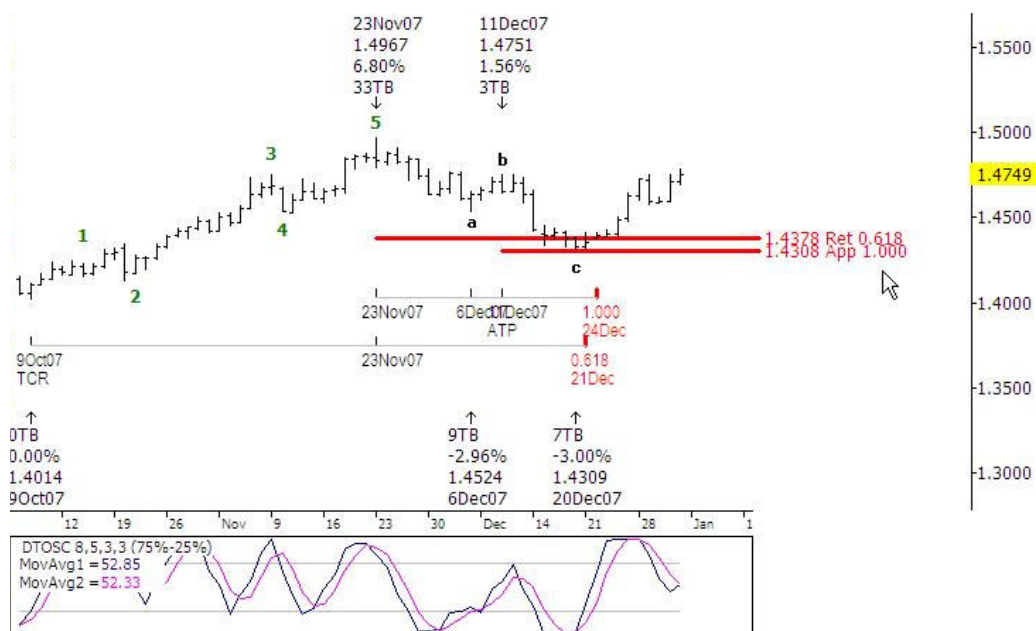 23Nov07
1.4967
6.80%
33TB
11Dec07
1.4751
1.56%
3TB
1.5500
1.5000
1.4749
1.4500
1.4000
1.3500
1.3000
5
3
b
1
4
a
2
c
1.4378 Ret 0.618
1.4308 App 1.000
23Nov07
6Dec07
11Dec07
ATP
1.000
24Dec
9Oct07
TCR
23Nov07
0.618
21Dec
0TB
0.00%
1.4014
9Oct07
9TB
-2.96%
1.4524
6Dec07
7TB
-3.00%
1.4309
20Dec07
12 19 26 Nov 9 16 23 30 Dec 14 21 28 Jan 1
DTOSC 8,5,3,3 (75%-25%)
MovAvg1 =52.85
MovAvg2 =52.33